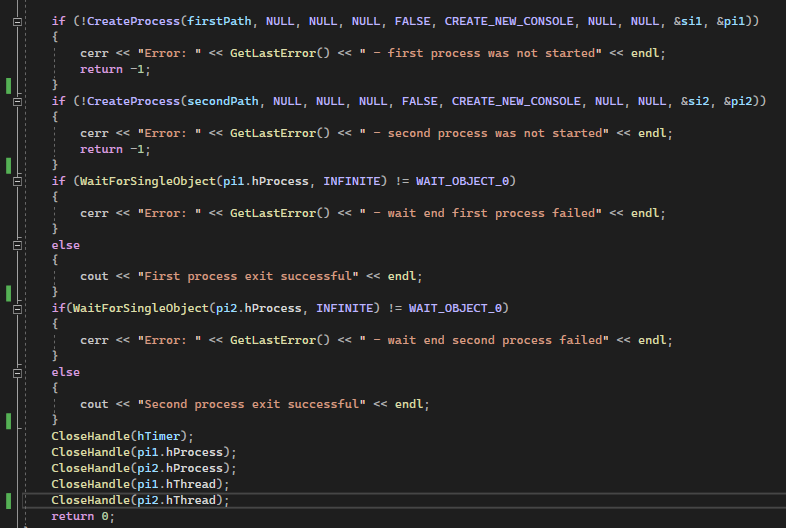 if (!CreateProcess(firstPath, NULL, NULL, NULL, FALSE, CREATE_NEW_CONSOLE, NULL, NULL, &si1, &pi1))
{
cerr << "Error: " << GetLastError() << " - first process was not started" << endl;
return -1;
}
if (!CreateProcess(secondPath, NULL, NULL, NULL, FALSE, CREATE_NEW_CONSOLE, NULL, NULL, &si2, &pi2))
{
cerr << "Error: " << GetLastError() << " - second process was not started" << endl;
return -1;
}
if (WaitForSingleObject(pi1.hProcess, INFINITE) != WAIT_OBJECT_0)
{
cerr << "Error: " << GetLastError() << " - wait end first process failed" << endl;
}
else
{
cout << "First process exit successful" << endl;
}
if(WaitForSingleObject(pi2.hProcess, INFINITE) != WAIT_OBJECT_0)
{
cerr << "Error: " << GetLastError() << " - wait end second process failed" << endl;
}
else
{
cout << "Second process exit successful" << endl;
}
CloseHandle(hTimer);
CloseHandle(pi1.hProcess);
CloseHandle(pi2.hProcess);
CloseHandle(pi1.hThread);
CloseHandle(pi2.hThread);
return 0;